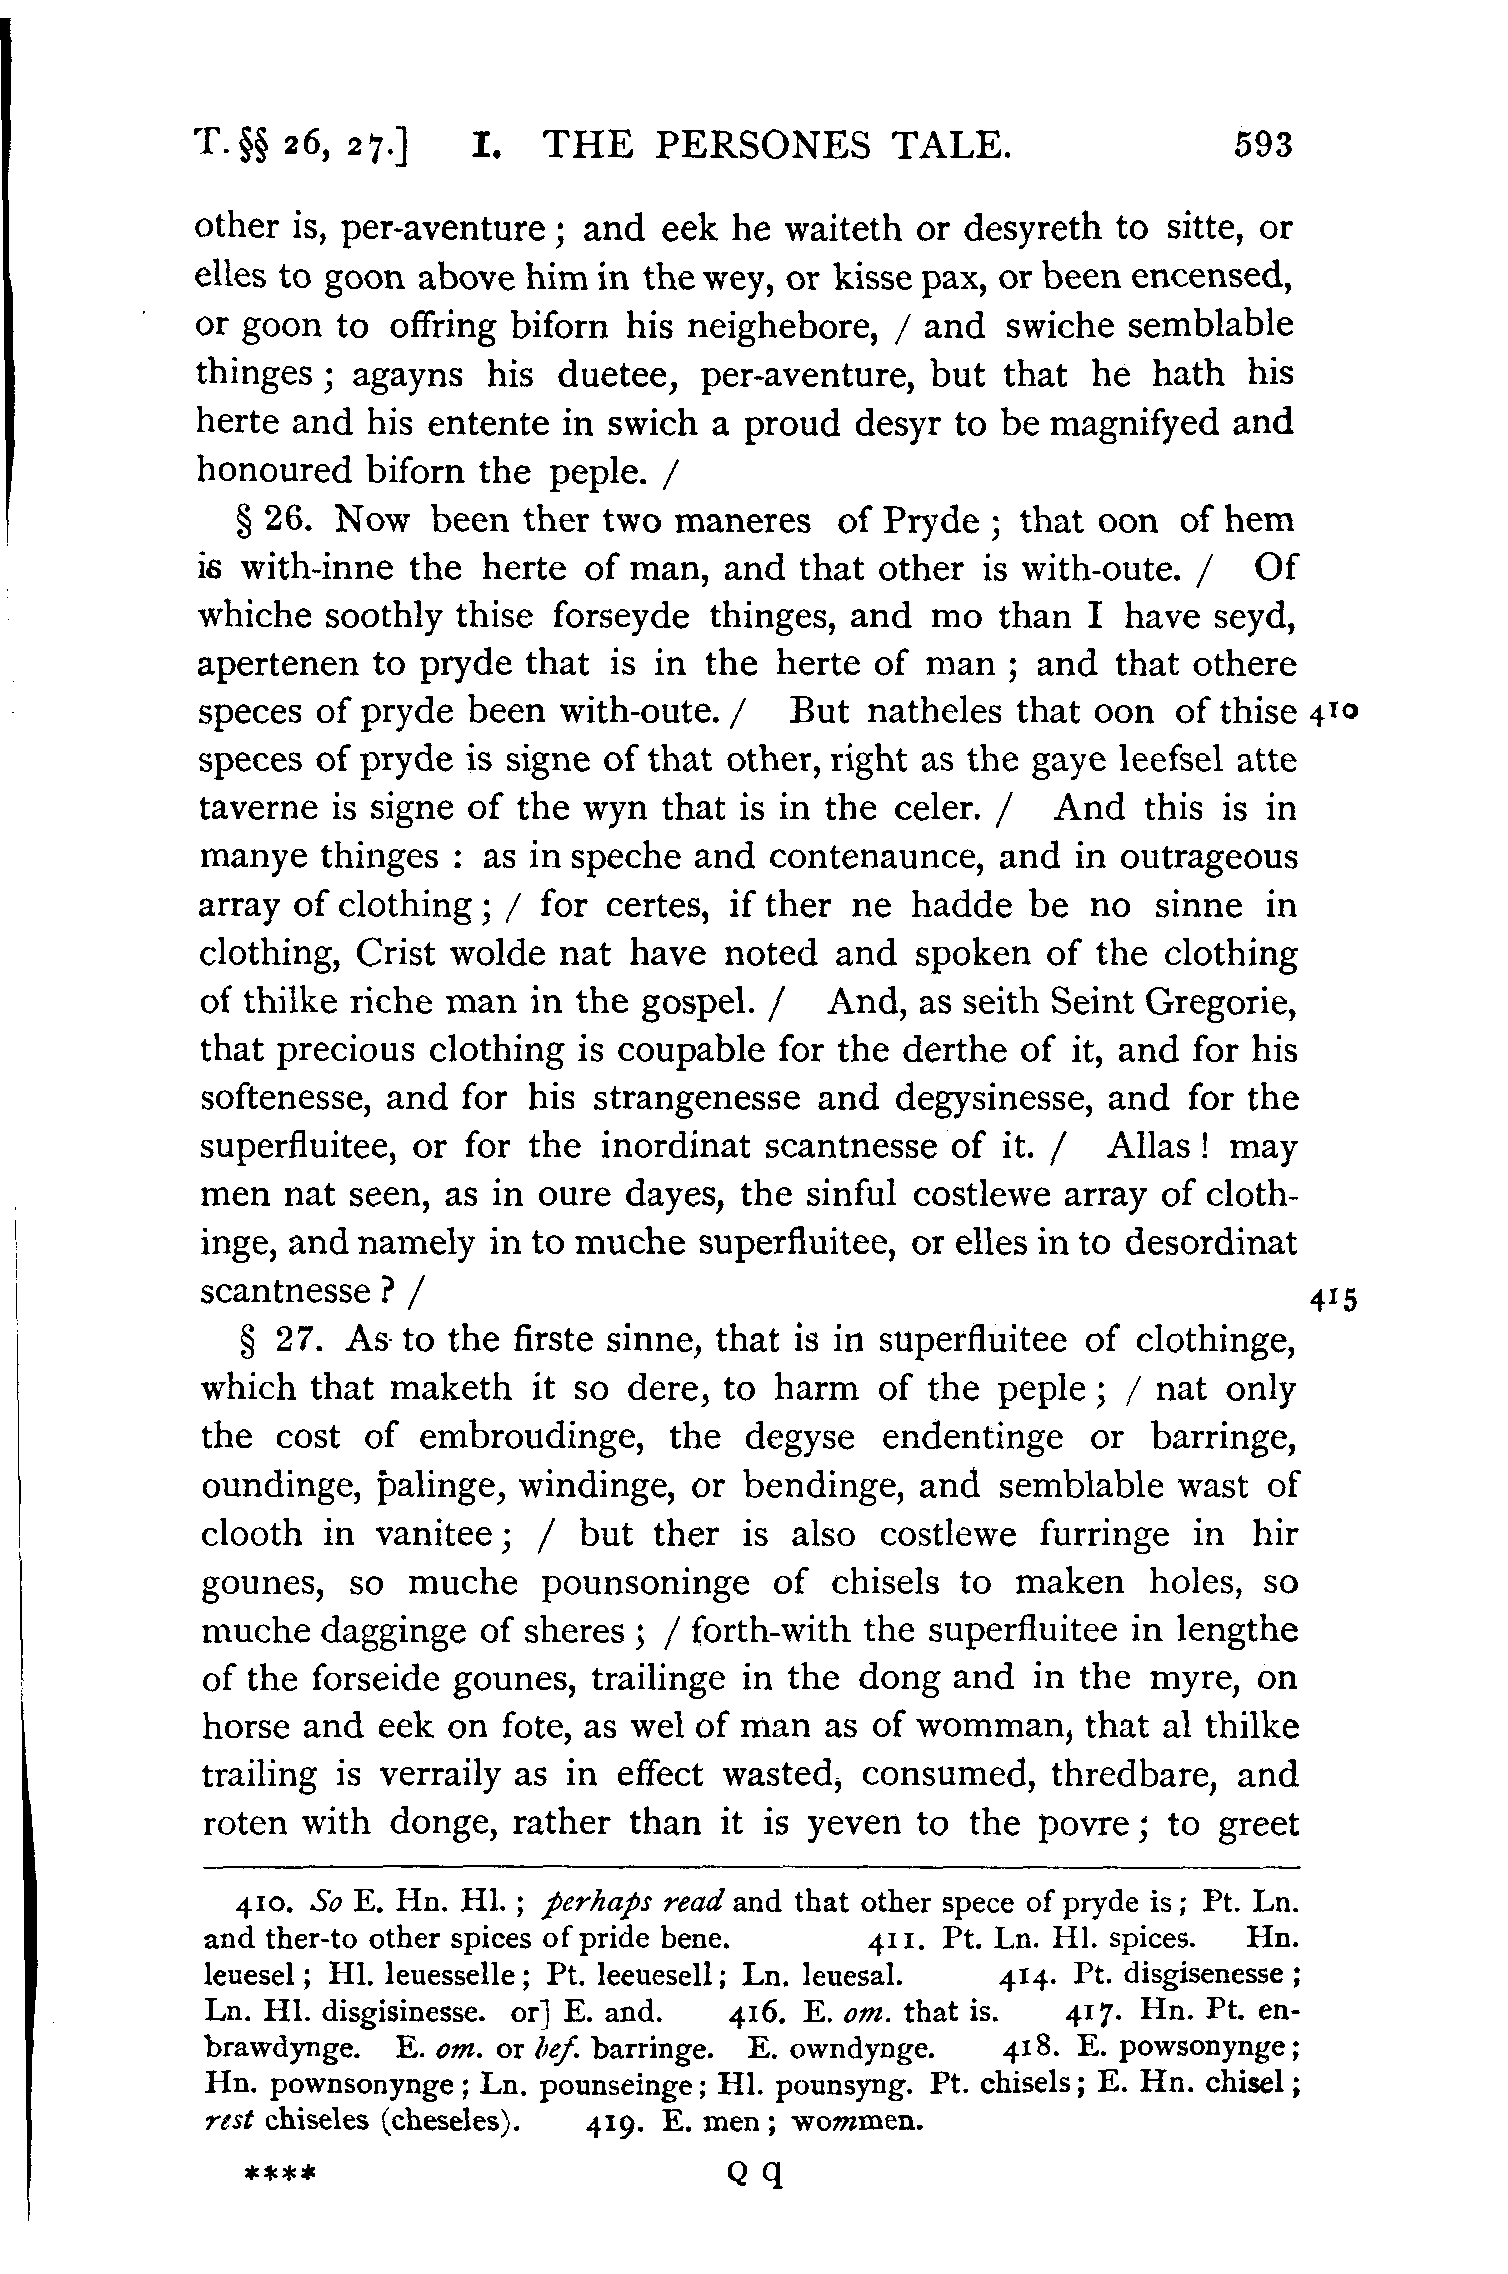 T. §§ 26, 27.] I. THE PERSONES TALE. 593
other is, per-aventure ; and eek he waiteth or desyreth to sitte, or
elles to goon above him in the wey, or kisse pax, or been encensed,
or goon to offring biforn his neighebore, / and swiche semblable
thinges ; agayns his duetee, per-aventure, but that he hath his
herte and his entente in swich a proud desyr to be magnifyed and
honoured biforn the peple. /
§ 26. Now been ther two maneres of Pryde ; that oon of hem
is with-inne the herte of man, and that other is with-oute. / Of
whiche soothly thise forseyde thinges, and mo than I have seyd,
apertenen to pryde that is in the herte of man ; and that othere
speces of pryde been with-oute. / But natheles that oon of thise 410
speces of pryde is signe of that other, right as the gaye leefsel atte
taverne is signe of the wyn that is in the celer. / And this is in
manye thinges : as in speche and contenaunce, and in outrageous
array of clothing ; / for certes, if ther ne hadde be no sinne in
clothing, Crist wolde nat have noted and spoken of the clothing
of thilke riche man in the gospel. / And, as seith Seint Gregorie,
that precious clothing is coupable for the derthe of it, and for his
softenesse, and for his strangenesse and degysinesse, and for the
superfluitee, or for the inordinat scantnesse of it. / Allas ! may
men nat seen, as in oure dayes, the sinful costlewe array of cloth-
inge, and namely in to muche superfluitee, or elles in to desordinat
scantnesse ? / 415
§ 27. As to the firste sinne, that is in superfluitee of clothinge,
which that maketh it so dere, to harm of the peple ; / nat only
the cost of embroudinge, the degyse endentinge or barringe,
oundinge, palinge, windinge, or bendinge, and semblable wast of
clooth in vanitee ; / but ther is also costlewe furringe in hir
gounes, so muche pounsoninge of chisels to maken holes, so
muche dagginge of sheres ; / forth-with the superfluitee in lengthe
of the forseide gounes, trailinge in the dong and in the myre, on
horse and eek on fote, as wel of man as of womman, that al thilke
trailing is verraily as in effect wasted, consumed, thredbare, and
roten with donge, rather than it is yeven to the povre ; to greet
410. So E. Hn. Hl. ; perhaps read and that other spece of pryde is ; Pt. Ln.
and ther-to other spices of pride bene. 411. Pt. Ln. Hl. spices. Hn.
leuesel ; Hl. leuesselle ; Pt. leeuesell ; Ln. leuesal. 414. Pt. disgisenesse ;
Ln. Hl. disgisinesse. or] E. and. 416. E. om. that is. 417. Hn. Pt. en-
brawdynge. E. om. or bef. barringe. E. owndynge. 418. E. powsonynge ;
Hn. pownsonynge ; Ln. pounseinge ; Hl. pounsyng. Pt. chisels ; E. Hn. chisel ;
rest chiseles (cheseles). 419. E. men ; wommen.
**** Q q